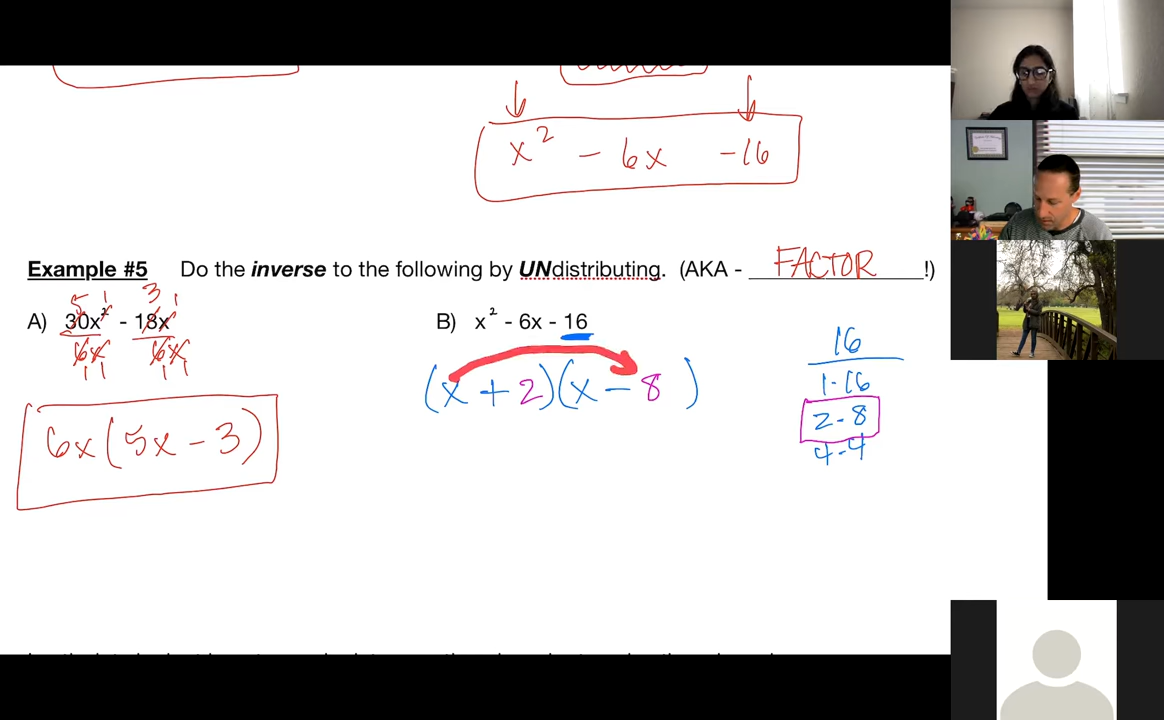 x² - 6x - 16
Example #5 Do the inverse to the following by UNdistributing. (AKA - FACTOR !)
5 1 3 1
A) 30x² - 18x
6x 6x
1 1 1 1
6x(5x - 3)
B) x² - 6x - 16
(x + 2)(x - 8)
16
1 - 16
2 - 8
4 - 4